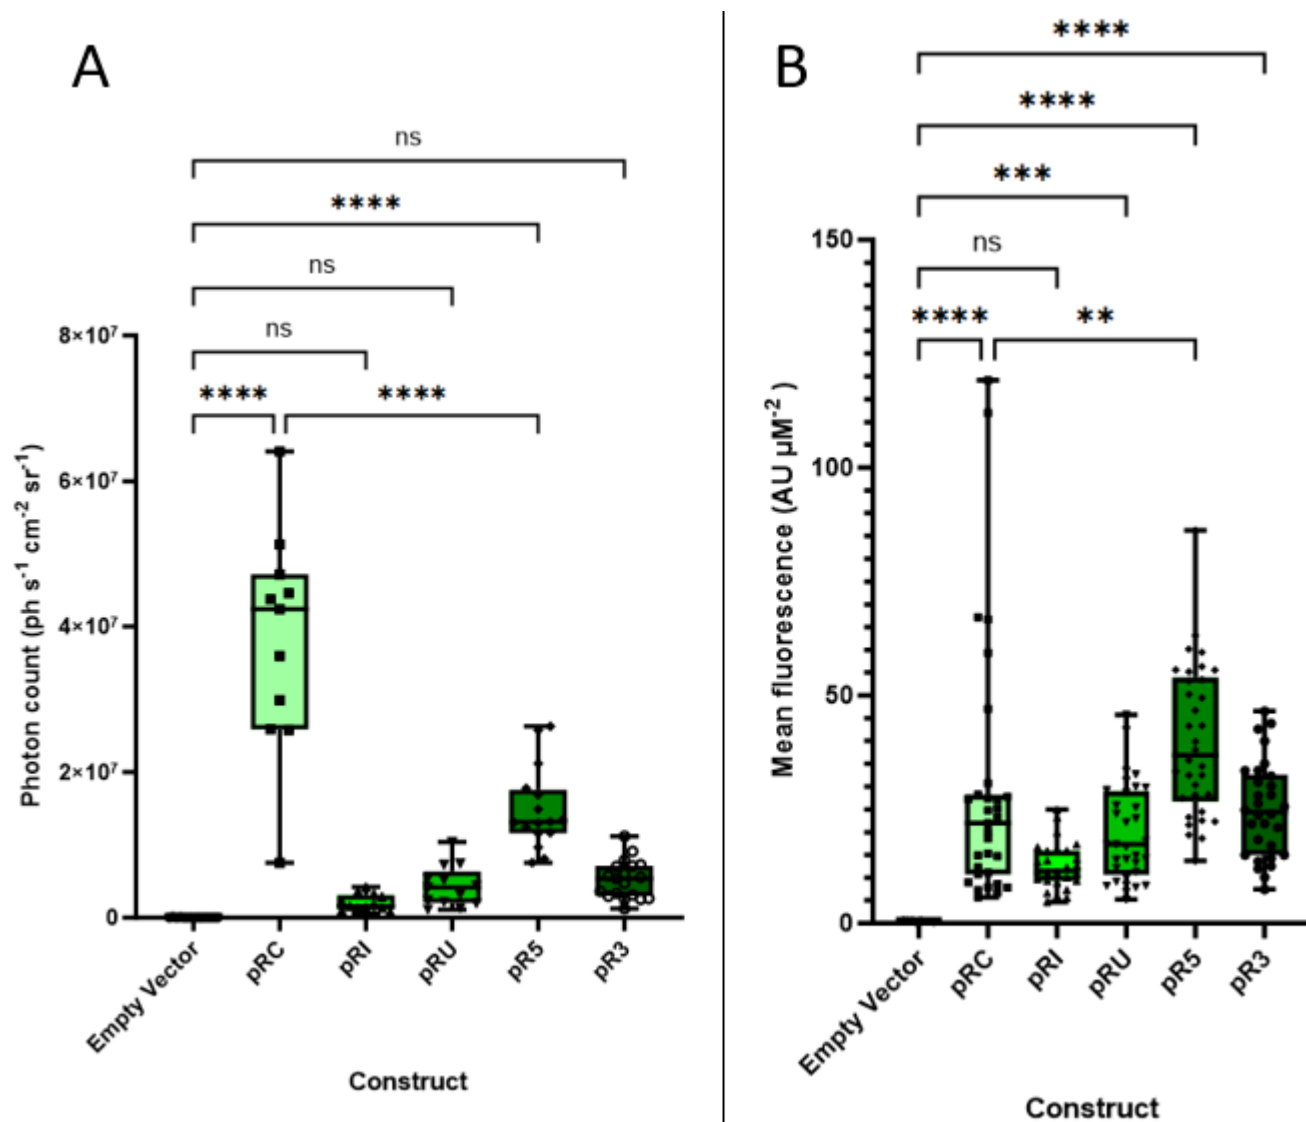 A
ns
****
ns
ns
**** ****
8×10⁷
6×10⁷
4×10⁷
2×10⁷
0
Photon count (ph s⁻¹ cm⁻² sr⁻¹)
Empty Vector
pRC
pRI
pRU
pR5
pR3
Construct
B
****
****
***
ns
**** **
150
100
50
0
Mean fluorescence (AU µM⁻² )
Empty Vector
pRC
pRI
pRU
pR5
pR3
Construct